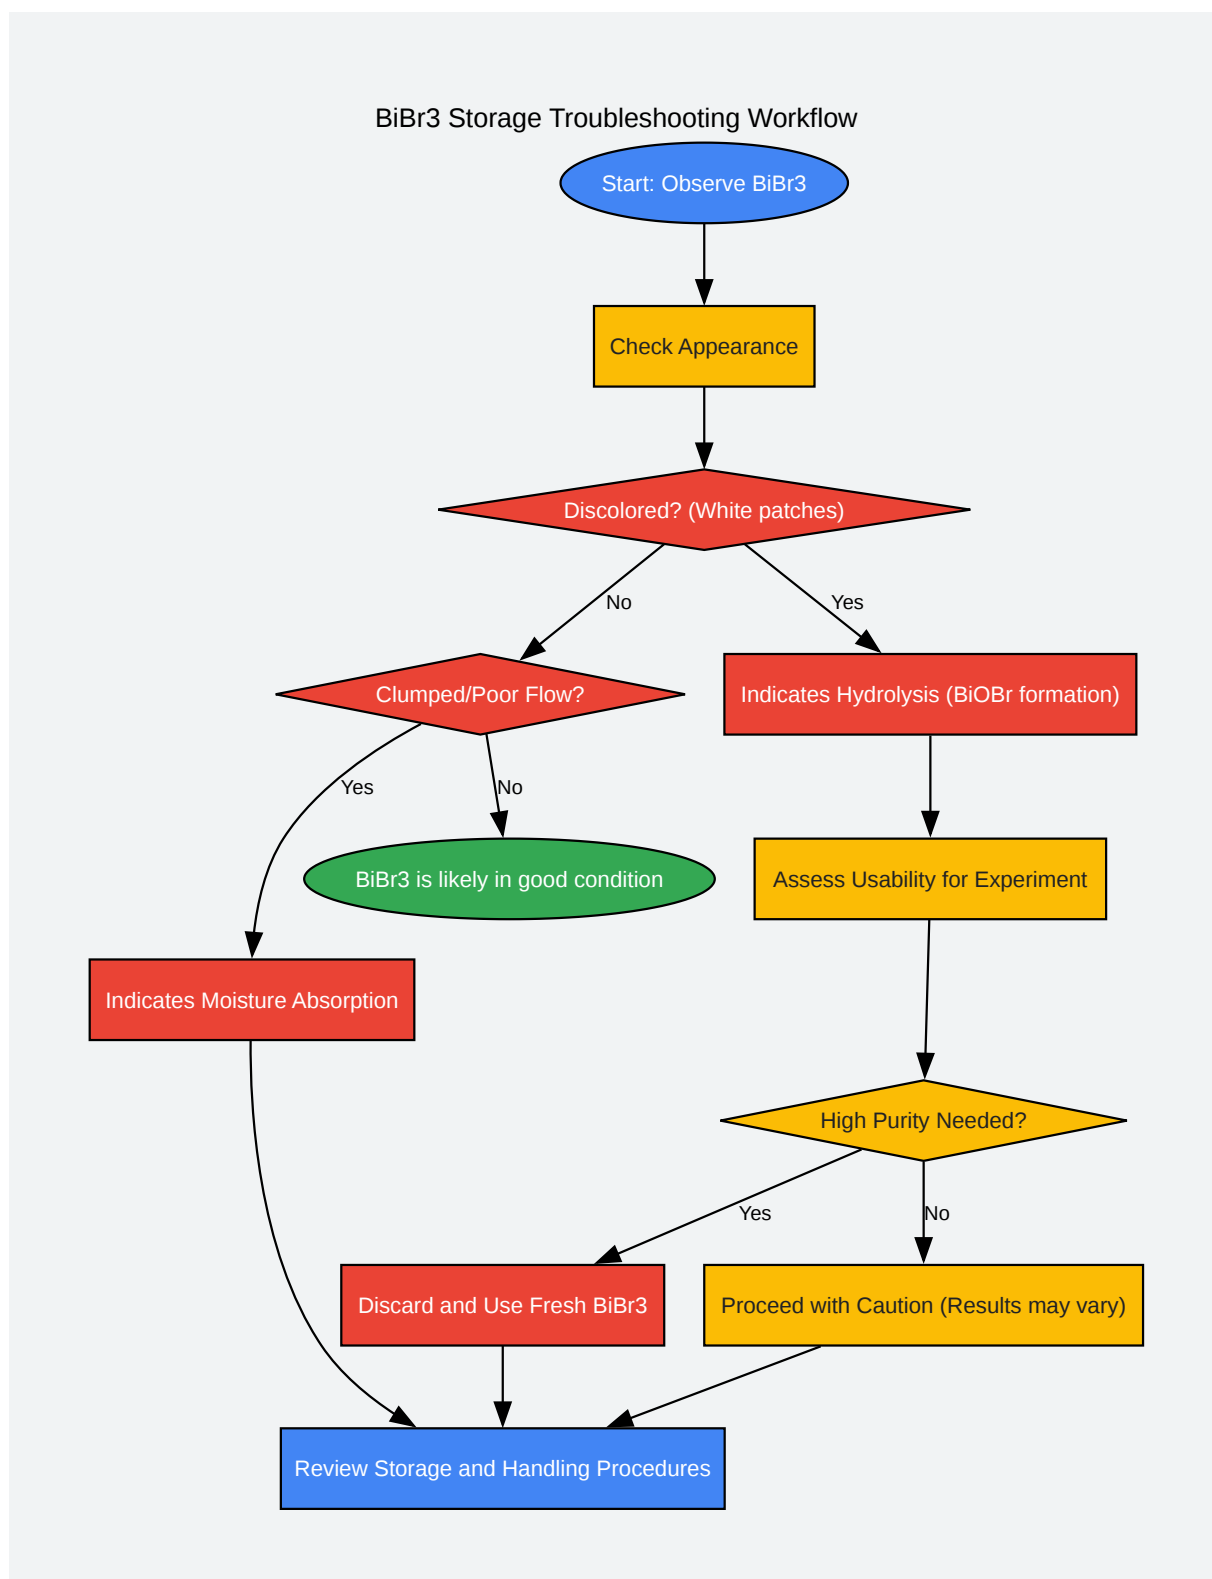 BiBr3 Storage Troubleshooting Workflow
Start: Observe BiBr3
Check Appearance
Discolored? (White patches)
No
Yes
Clumped/Poor Flow?
Indicates Hydrolysis (BiOBr formation)
Yes
No
BiBr3 is likely in good condition
Assess Usability for Experiment
Indicates Moisture Absorption
High Purity Needed?
Yes
No
Discard and Use Fresh BiBr3
Proceed with Caution (Results may vary)
Review Storage and Handling Procedures